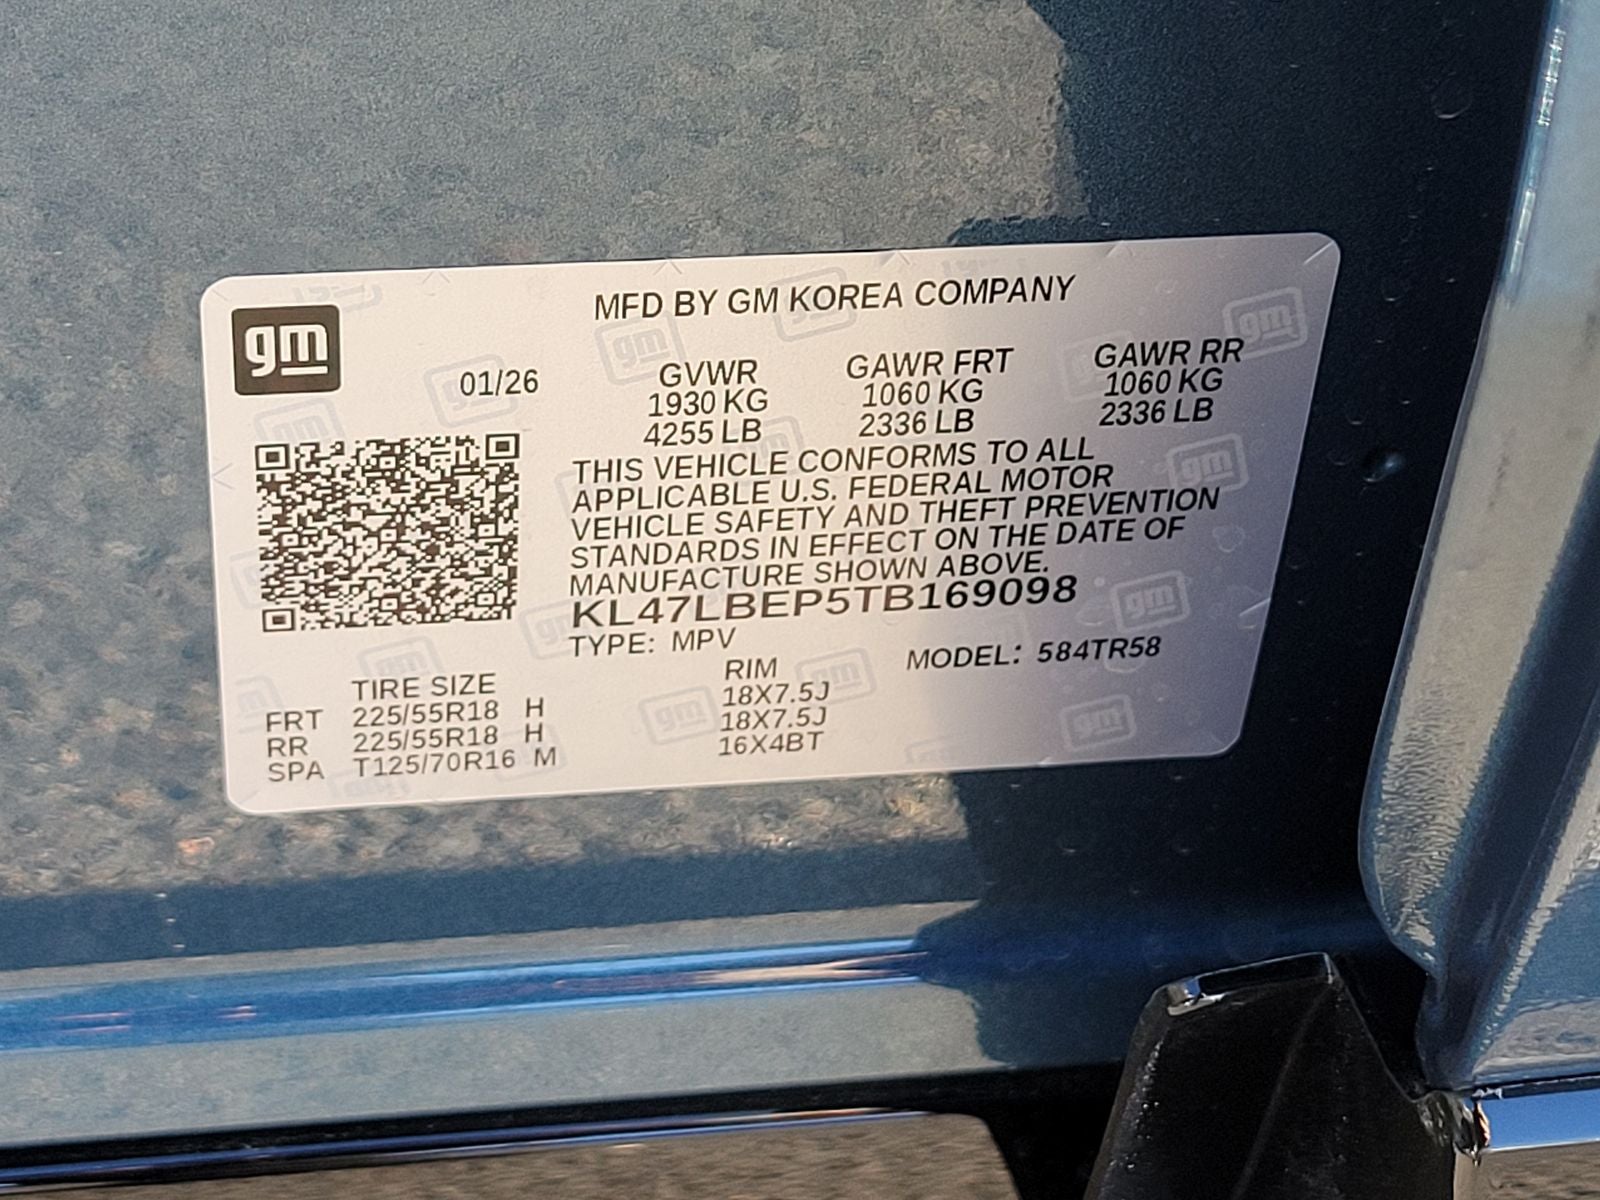 gm
MFD BY GM KOREA COMPANY
01/26
GVWR GAWR FRT GAWR RR
1930 KG 1060 KG 1060 KG
4255 LB 2336 LB 2336 LB
THIS VEHICLE CONFORMS TO ALL
APPLICABLE U.S. FEDERAL MOTOR
VEHICLE SAFETY AND THEFT PREVENTION
STANDARDS IN EFFECT ON THE DATE OF
MANUFACTURE SHOWN ABOVE.
KL47LBEP5TB169098
TYPE: MPV MODEL: 584TR58
TIRE SIZE RIM
FRT 225/55R18 H 18X7.5J
RR 225/55R18 H 18X7.5J
SPA T125/70R16 M 16X4BT